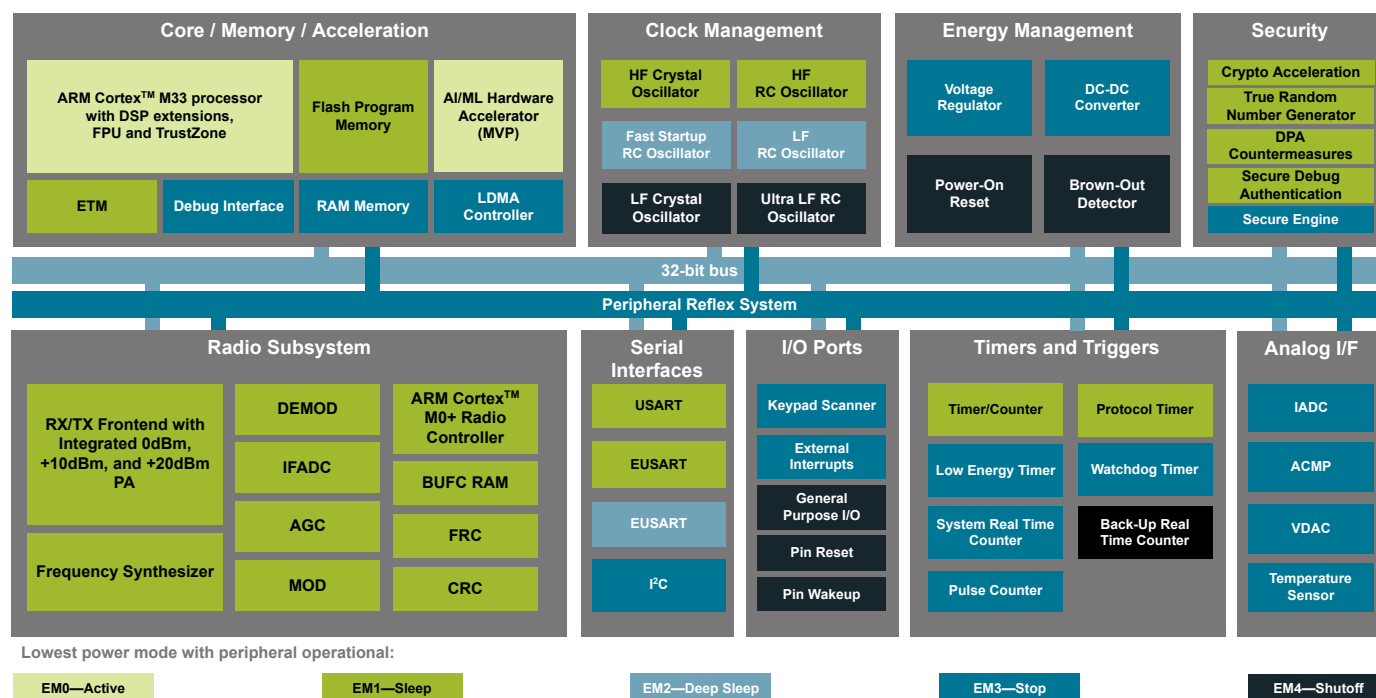 Core / Memory / Acceleration
ARM Cortex™ M33 processor
with DSP extensions,
FPU and TrustZone
Flash Program
Memory
AI/ML Hardware
Accelerator
(MVP)
ETM
Debug Interface
RAM Memory
LDMA
Controller
Clock Management
HF Crystal
Oscillator
HF
RC Oscillator
Fast Startup
RC Oscillator
LF
RC Oscillator
LF Crystal
Oscillator
Ultra LF RC
Oscillator
Energy Management
Voltage
Regulator
DC-DC
Converter
Power-On
Reset
Brown-Out
Detector
Security
Crypto Acceleration
True Random
Number Generator
DPA
Countermeasures
Secure Debug
Authentication
Secure Engine
32-bit bus
Peripheral Reflex System
Radio Subsystem
RX/TX Frontend with
Integrated 0dBm,
+10dBm, and +20dBm
PA
Frequency Synthesizer
DEMOD
IFADC
AGC
MOD
ARM Cortex™
M0+ Radio
Controller
BUFC RAM
FRC
CRC
Serial
Interfaces
USART
EUSART
EUSART
I²C
I/O Ports
Keypad Scanner
External
Interrupts
General
Purpose I/O
Pin Reset
Pin Wakeup
Timers and Triggers
Timer/Counter
Protocol Timer
Low Energy Timer
Watchdog Timer
System Real Time
Counter
Back-Up Real
Time Counter
Pulse Counter
Analog I/F
IADC
ACMP
VDAC
Temperature
Sensor
Lowest power mode with peripheral operational:
EM0—Active
EM1—Sleep
EM2—Deep Sleep
EM3—Stop
EM4—Shutoff